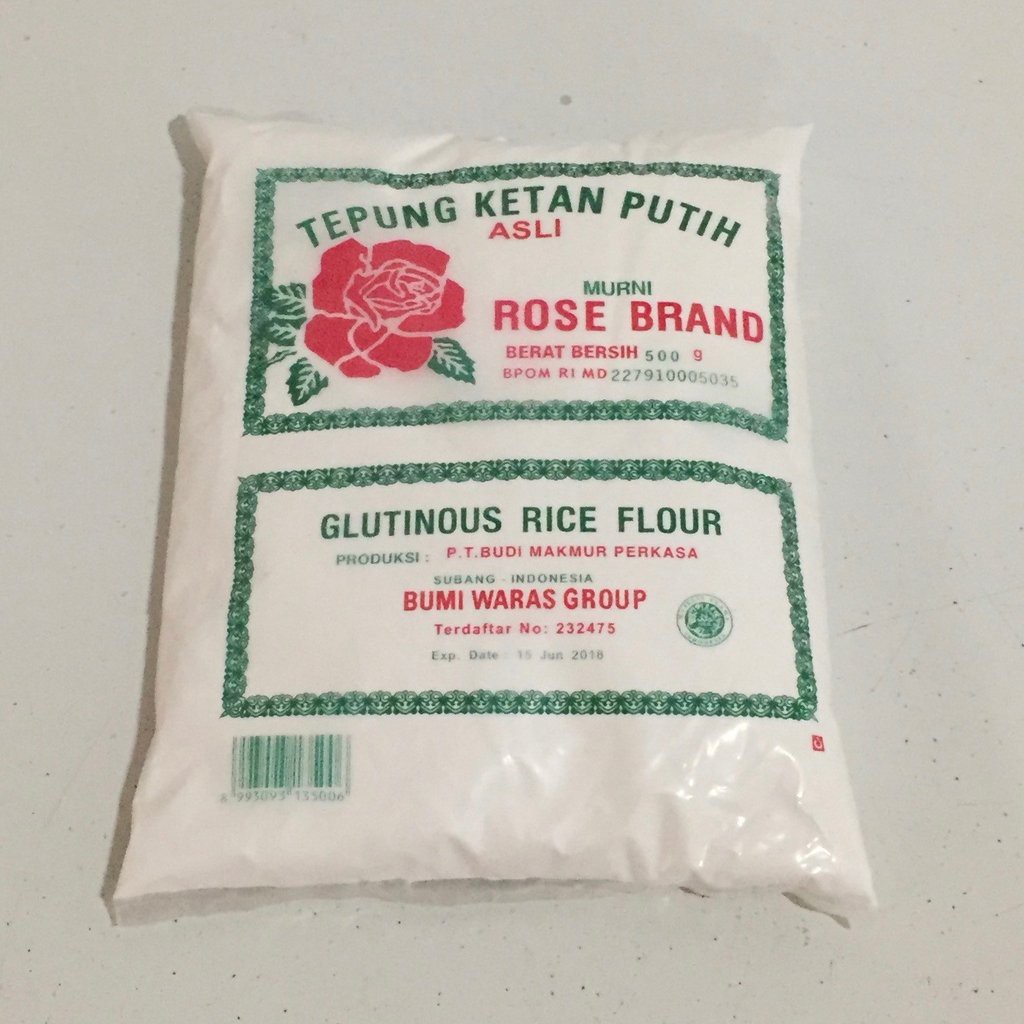 TEPUNG KETAN PUTIH
ASLI
MURNI
ROSE BRAND
BERAT BERSIH 500 g
BPOM RI MD 227910005035
GLUTINOUS RICE FLOUR
PRODUKSI : P.T.BUDI MAKMUR PERKASA
SUBANG - INDONESIA
BUMI WARAS GROUP
Terdaftar No: 232475
Exp. Date : 15 Jun 2018
8 993093 135006